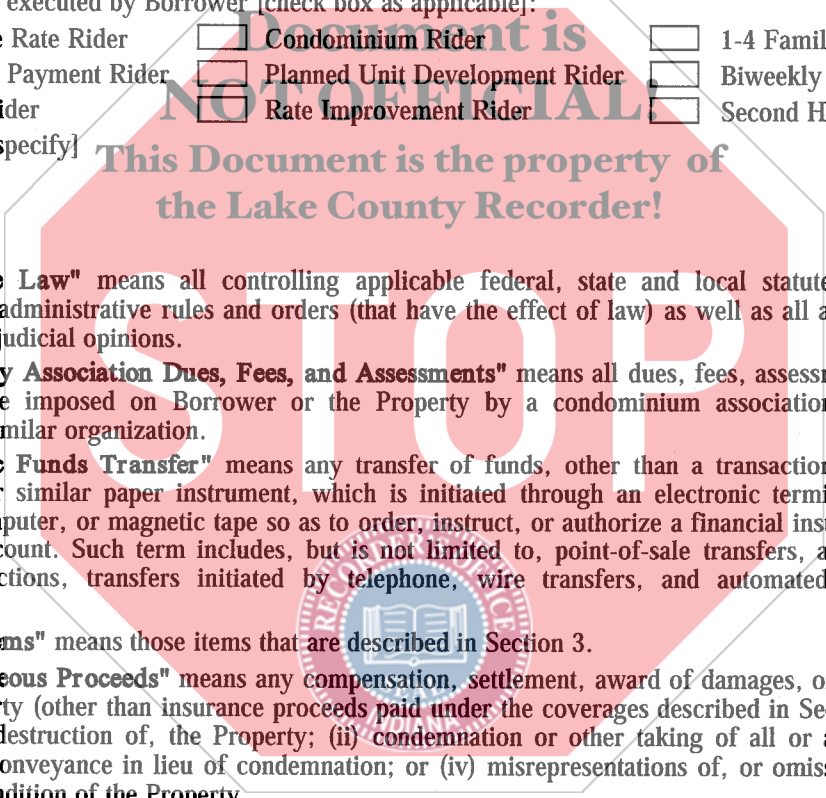 executed by Borrower [check box as applicable]:
Rate Rider Condominium Rider 1-4 Famil
Payment Rider Planned Unit Development Rider Biweekly
ider Rate Improvement Rider Second H
specify]
Document is
NOT OFFICIAL!
This Document is the property of
the Lake County Recorder!
STOP
e Law" means all controlling applicable federal, state and local statute
administrative rules and orders (that have the effect of law) as well as all a
judicial opinions.
y Association Dues, Fees, and Assessments" means all dues, fees, assessm
e imposed on Borrower or the Property by a condominium association
milar organization.
c Funds Transfer" means any transfer of funds, other than a transaction
r similar paper instrument, which is initiated through an electronic termi
puter, or magnetic tape so as to order, instruct, or authorize a financial ins
count. Such term includes, but is not limited to, point-of-sale transfers, a
ctions, transfers initiated by telephone, wire transfers, and automated
ms" means those items that are described in Section 3.
eous Proceeds" means any compensation, settlement, award of damages, o
rty (other than insurance proceeds paid under the coverages described in Se
destruction of, the Property; (ii) condemnation or other taking of all or a
onveyance in lieu of condemnation; or (iv) misrepresentations of, or omis
ndition of the Property.
RECORDER'S OFFICE
SEAL
INDIANA